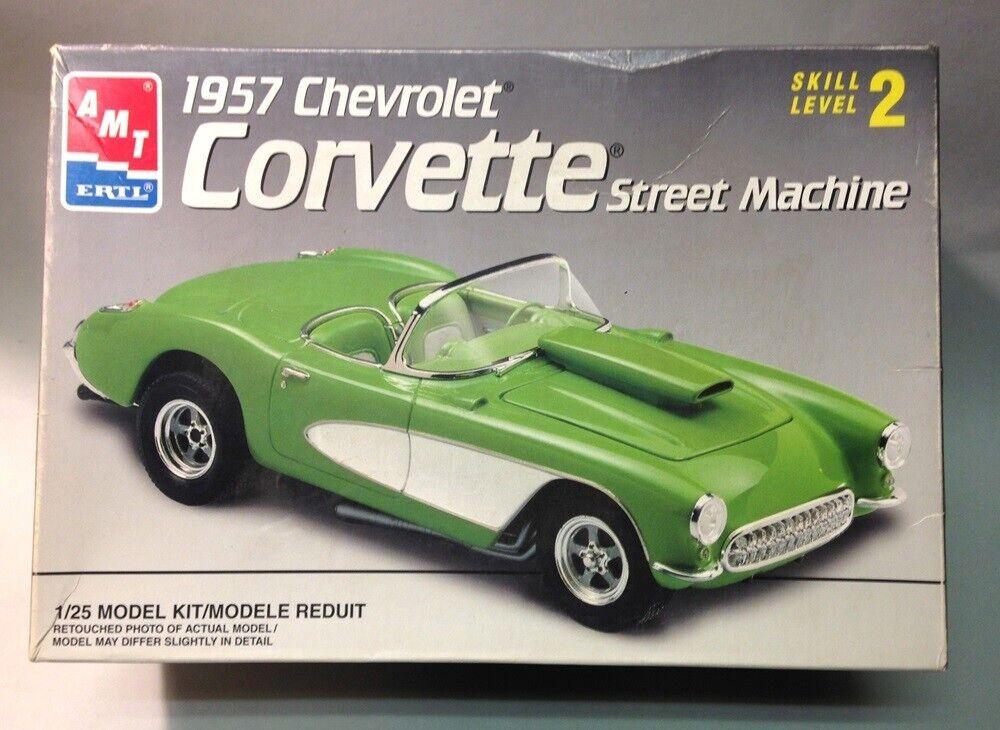 AMT®
ERTL®
1957 Chevrolet®
Corvette® Street Machine
SKILL
LEVEL 2
1/25 MODEL KIT/MODELE REDUIT
RETOUCHED PHOTO OF ACTUAL MODEL/
MODEL MAY DIFFER SLIGHTLY IN DETAIL